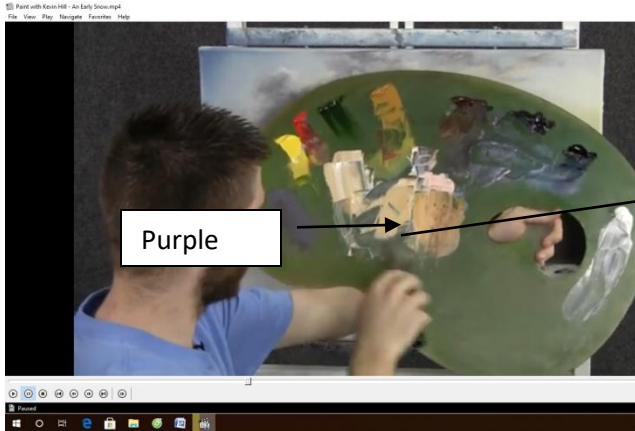 Paint with Kevin Hill - An Early Snow.mp4
File View Play Navigate Favorites Help
Purple
Paused